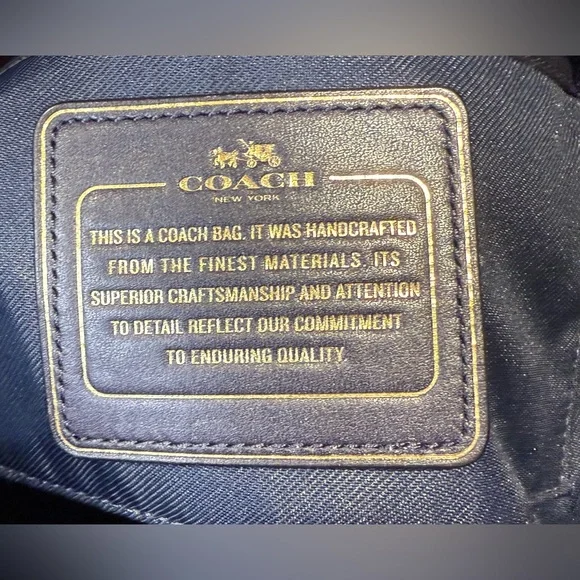 COACH
NEW YORK
THIS IS A COACH BAG. IT WAS HANDCRAFTED
FROM THE FINEST MATERIALS. ITS
SUPERIOR CRAFTSMANSHIP AND ATTENTION
TO DETAIL REFLECT OUR COMMITMENT
TO ENDURING QUALITY.